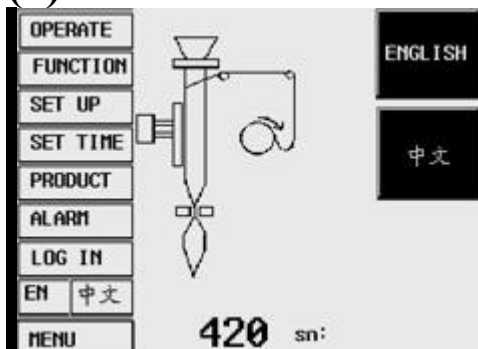 OPERATE
FUNCTION
SET UP
SET TIME
PRODUCT
ALARM
LOG IN
EN 中文
MENU
ENGLISH
中文
420 sn: